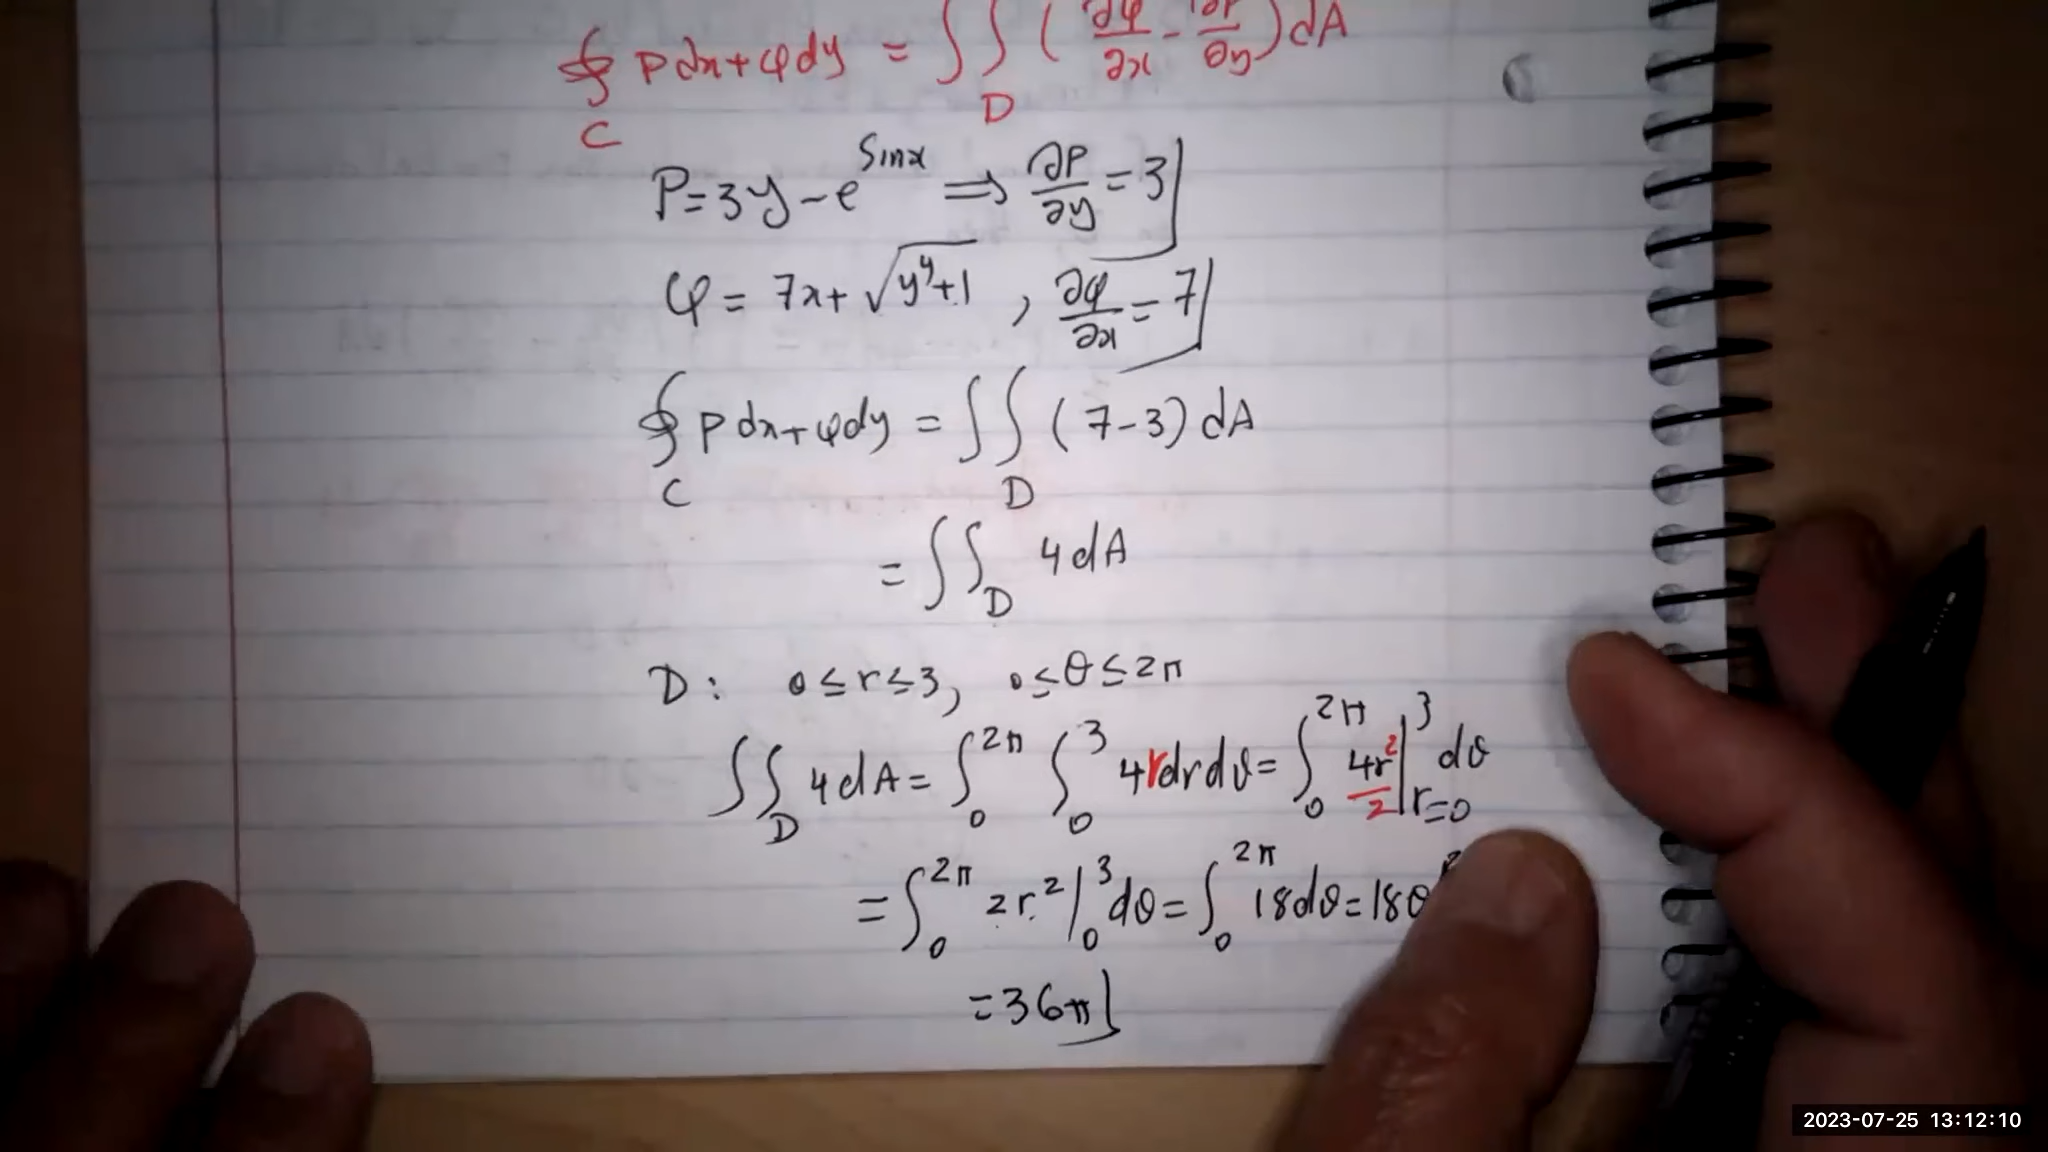 ∮_C P dx + φ dy = ∬_D (∂φ/∂x - ∂P/∂y) dA
P = 3y - e^{sinx} ⇒ ∂P/∂y = 3
φ = 7x + √(y⁴+1) , ∂φ/∂x = 7
∮_C P dx + φ dy = ∬_D (7-3) dA
= ∬_D 4 dA
D: 0 ≤ r ≤ 3, 0 ≤ θ ≤ 2π
∬_D 4 dA = ∫_0^{2π} ∫_0^3 4r dr dθ = ∫_0^{2π} 4r²/2 |_{r=0}^3 dθ
= ∫_0^{2π} 2r² |_0^3 dθ = ∫_0^{2π} 18 dθ = 18θ
= 36π
2023-07-25 13:12:10